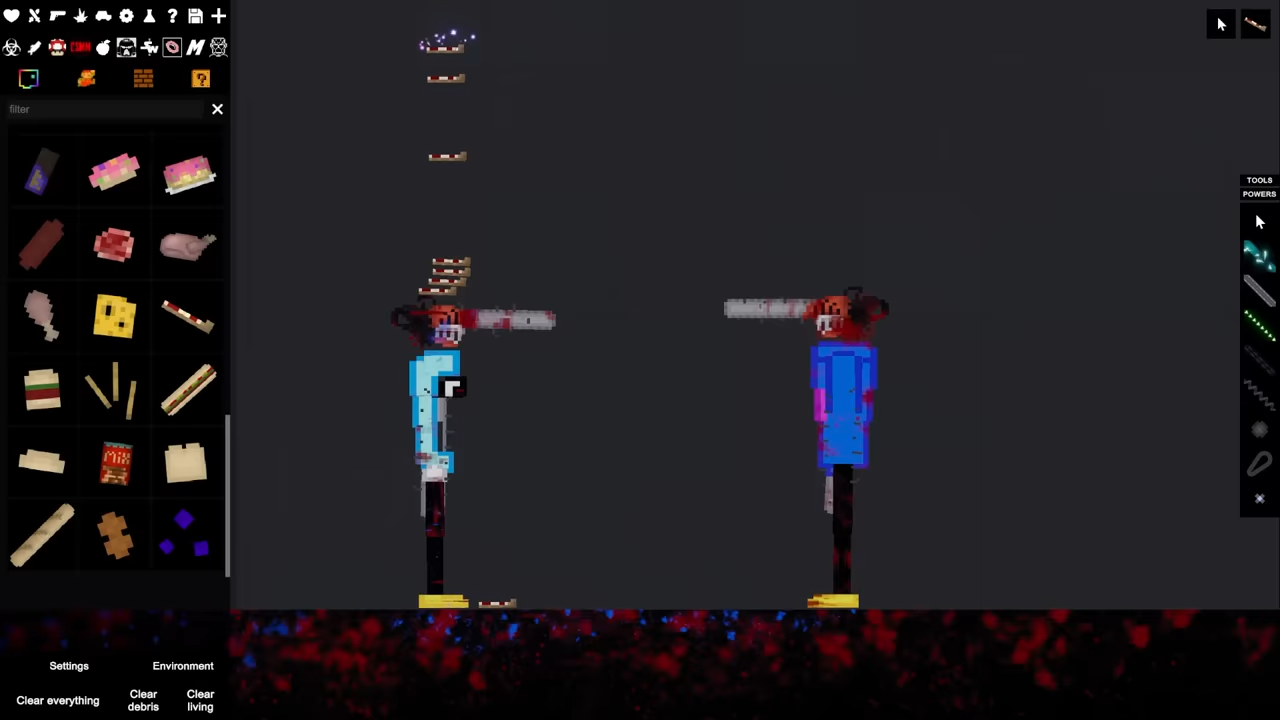 filter
TOOLS
POWERS
Settings
Environment
Clear everything
Clear
debris
Clear
living